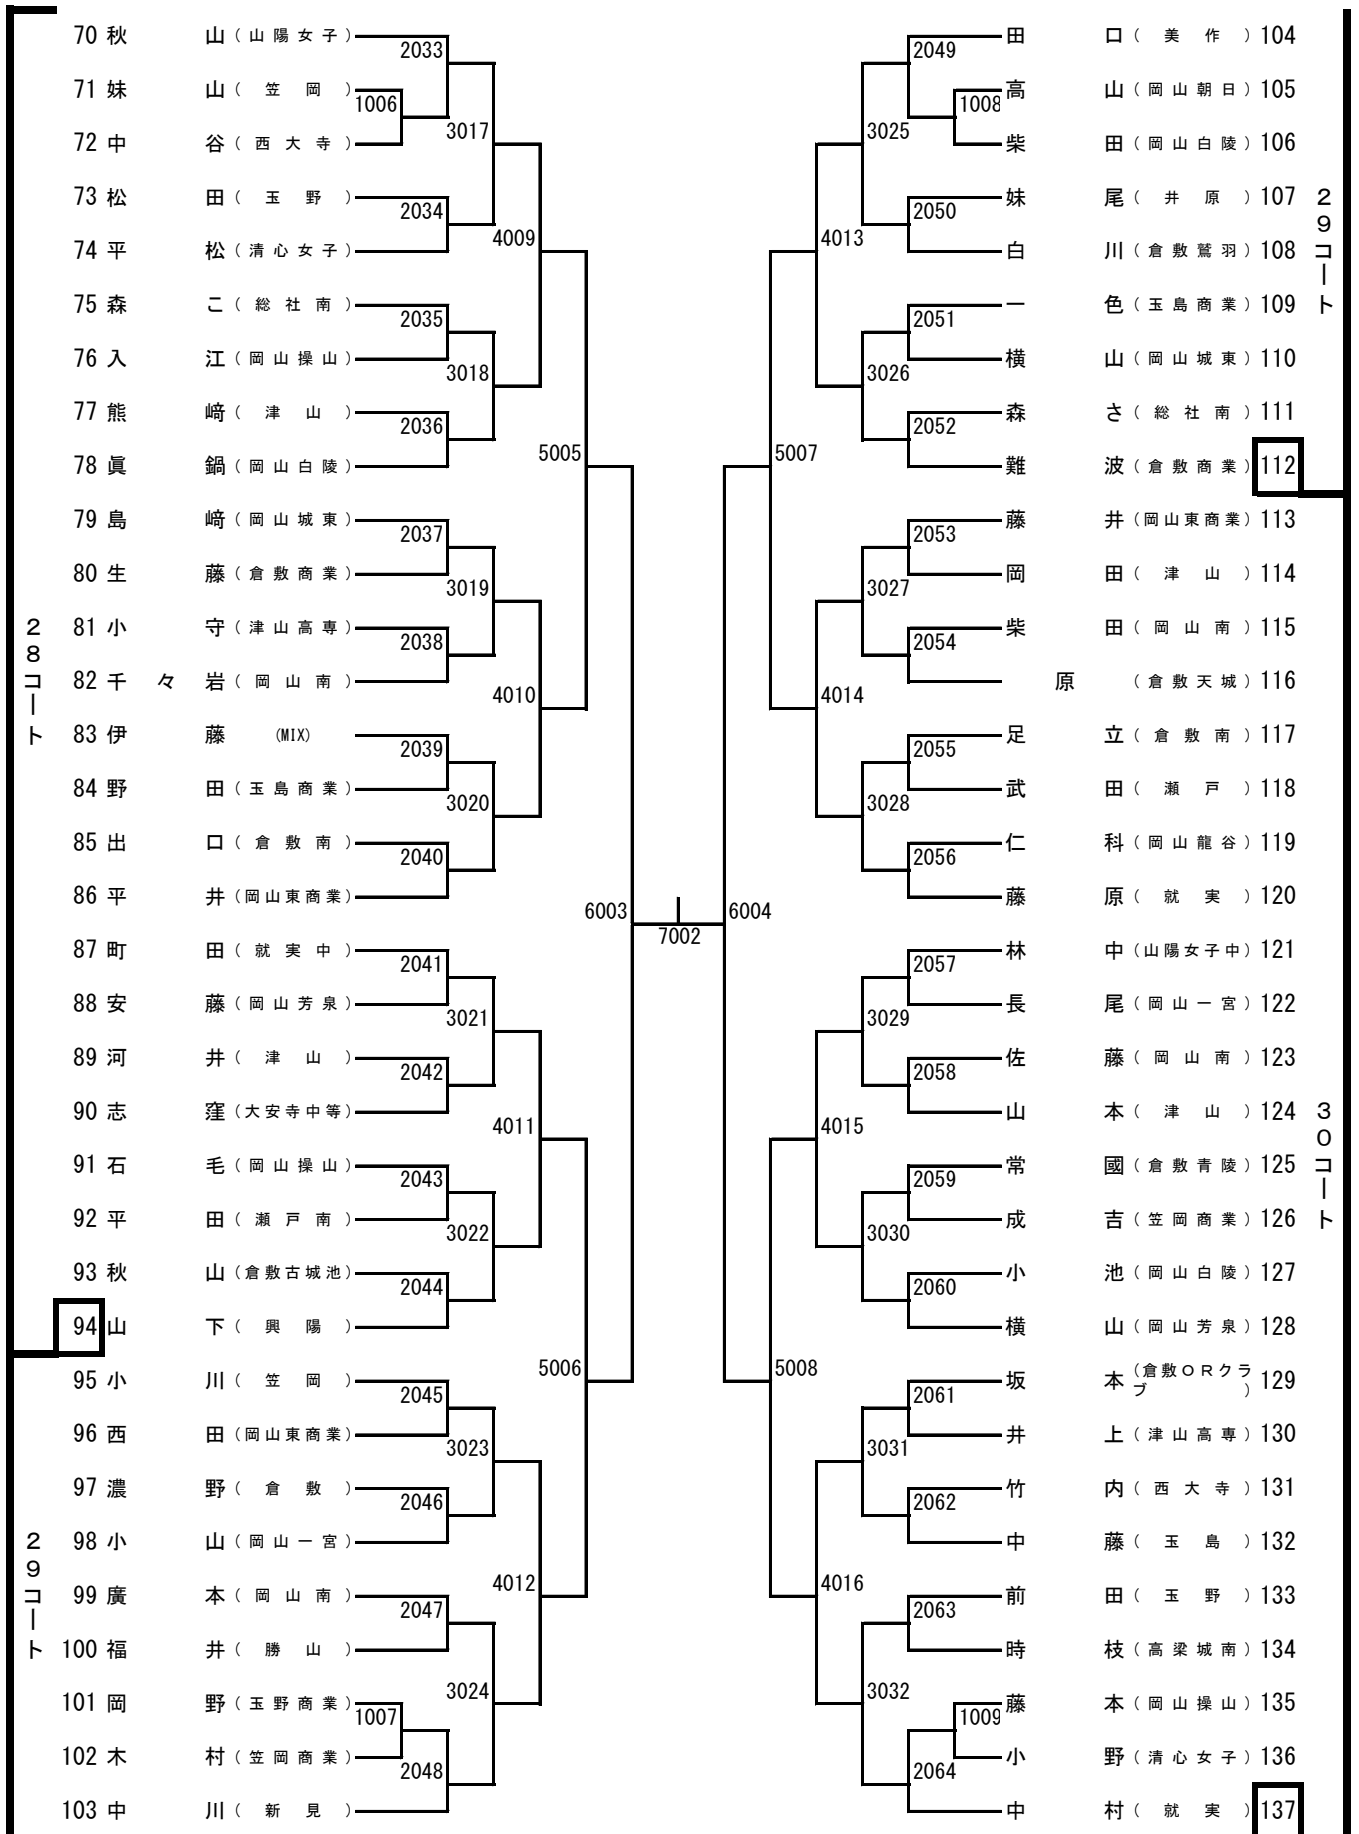 70 秋山（山陽女子）
2033
71 妹山（笠岡）
1006
72 中谷（西大寺）
3017
73 松田（玉野）
2034
74 平松（清心女子）
4009
75 森こ（総社南）
2035
76 入江（岡山操山）
3018
77 熊﨑（津山）
2036
78 眞鍋（岡山白陵）
5005
79 島﨑（岡山城東）
2037
80 生藤（倉敷商業）
3019
81 小守（津山高専）
2038
82 千々岩（岡山南）
4010
83 伊藤（MIX）
2039
84 野田（玉島商業）
3020
85 出口（倉敷南）
2040
86 平井（岡山東商業）
6003
87 町田（就実中）
2041
88 安藤（岡山芳泉）
3021
89 河井（津山）
2042
90 志窪（大安寺中等）
4011
91 石毛（岡山操山）
2043
92 平田（瀬戸南）
3022
93 秋山（倉敷古城池）
2044
94 山下（興陽）
5006
95 小川（笠岡）
2045
96 西田（岡山東商業）
3023
97 濃野（倉敷）
2046
98 小山（岡山一宮）
4012
99 廣本（岡山南）
2047
100 福井（勝山）
3024
101 岡野（玉野商業）
1007
102 木村（笠岡商業）
2048
103 中川（新見）
28コート
29コート
7002
田口（美作）104
2049
高山（岡山朝日）105
1008
柴田（岡山白陵）106
3025
妹尾（井原）107
2050
白川（倉敷鷲羽）108
4013
一色（玉島商業）109
2051
横山（岡山城東）110
3026
森さ（総社南）111
2052
難波（倉敷商業）112
5007
藤井（岡山東商業）113
2053
岡田（津山）114
3027
柴田（岡山南）115
2054
原（倉敷天城）116
4014
足立（倉敷南）117
2055
武田（瀬戸）118
3028
仁科（岡山龍谷）119
2056
藤原（就実）120
6004
林中（山陽女子中）121
2057
長尾（岡山一宮）122
3029
佐藤（岡山南）123
2058
山本（津山）124
4015
常國（倉敷青陵）125
2059
成吉（笠岡商業）126
3030
小池（岡山白陵）127
2060
横山（岡山芳泉）128
5008
坂本（倉敷ＯＲクラブ）129
2061
井上（津山高専）130
3031
竹内（西大寺）131
2062
中藤（玉島）132
4016
前田（玉野）133
2063
時枝（高梁城南）134
3032
藤本（岡山操山）135
1009
小野（清心女子）136
2064
中村（就実）137
29コート
30コート